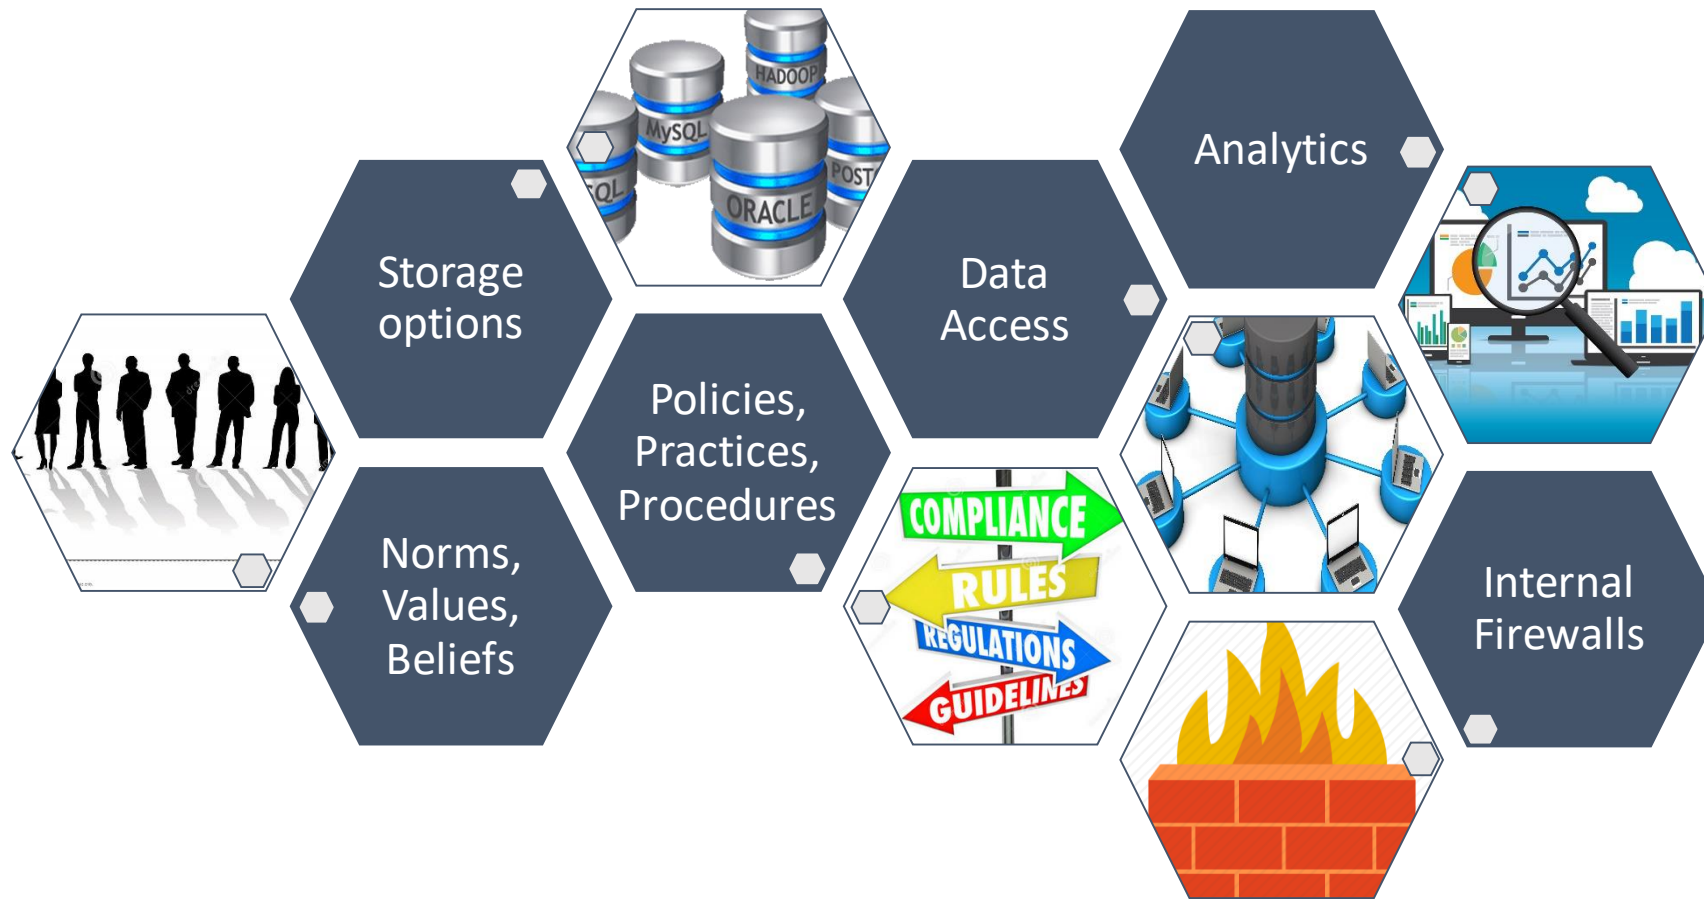 HADOOP
MySQL
SQL
ORACLE
POST
Analytics
Storage
options
Data
Access
Policies,
Practices,
Procedures
COMPLIANCE
RULES
REGULATIONS
GUIDELINES
Norms,
Values,
Beliefs
Internal
Firewalls